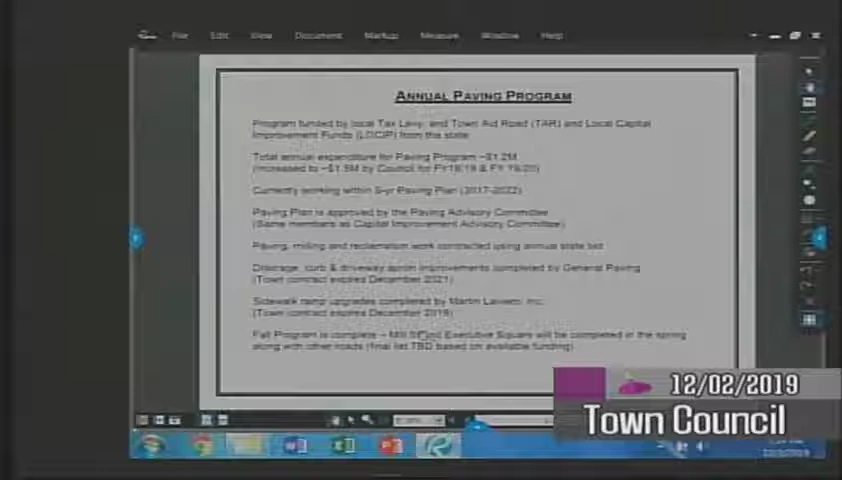 File Edit View Document Markup Measure Window Help
ANNUAL PAVING PROGRAM
Program funded by local Tax Levy, and Town Aid Road (TAR) and Local Capital
Improvement Funds (LOCIP) from the state
Total annual expenditure for Paving Program ~$1.2M
(Increased to ~$1.5M by Council for FY18/19 & FY 19/20)
Currently working within 5-yr Paving Plan (2017-2022)
Paving Plan is approved by the Paving Advisory Committee
(Same members as Capital Improvement Advisory Committee)
Paving, milling and reclamation work contracted using annual state bid
Drainage, curb & driveway apron improvements completed by General Paving
(Town contract expires December 2021)
Sidewalk ramp upgrades completed by Martin Laviero Inc.
(Town contract expires December 2019)
Fall Program is complete – Mill St and Executive Square will be completed in the spring
along with other roads (final list TBD based on available funding)
12/02/2019
Town Council